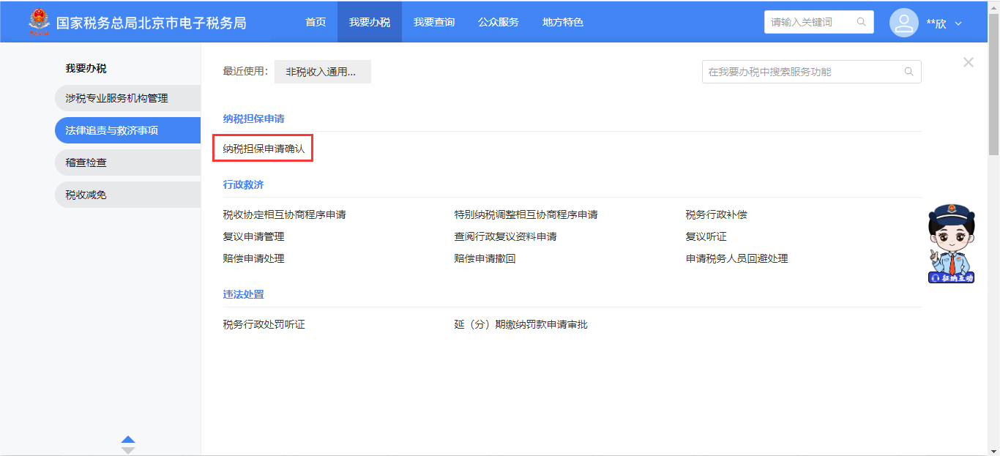 国家税务总局北京市电子税务局
首页 我要办税 我要查询 公众服务 地方特色
请输入关键词
**欣
我要办税
涉税专业服务机构管理
法律追责与救济事项
稽查检查
税收减免
最近使用： 非税收入通用...
在我要办税中搜索服务功能
纳税担保申请
纳税担保申请确认
行政救济
税收协定相互协商程序申请 特别纳税调整相互协商程序申请 税务行政补偿
复议申请管理 查阅行政复议资料申请 复议听证
赔偿申请处理 赔偿申请撤回 申请税务人员回避处理
违法处置
税务行政处罚听证 延（分）期缴纳罚款申请审批
征纳互动